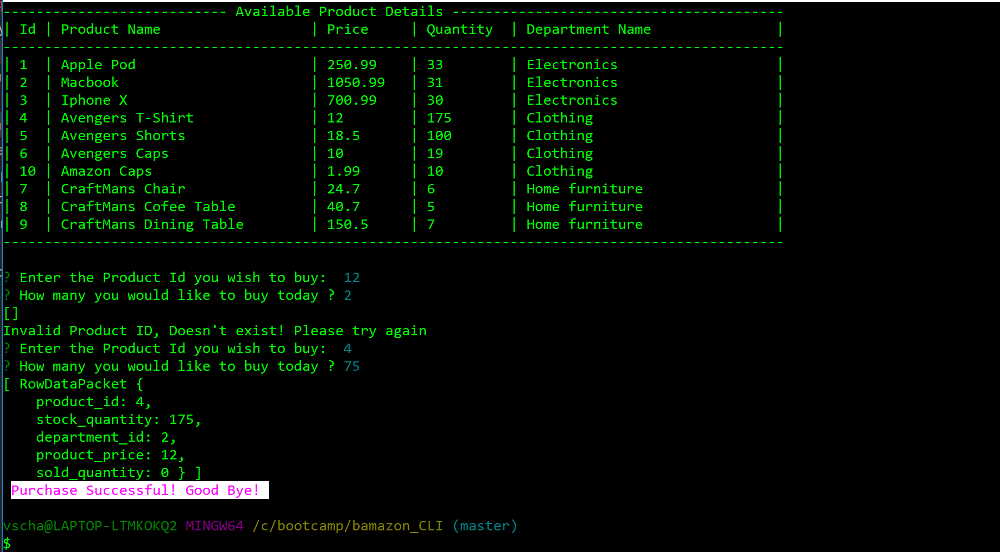 --------------------------- Available Product Details ----------------------------------------
| Id | Product Name                  | Price     | Quantity  | Department Name               |
----------------------------------------------------------------------------------------------
| 1  | Apple Pod                     | 250.99    | 33        | Electronics                   |
| 2  | Macbook                       | 1050.99   | 31        | Electronics                   |
| 3  | Iphone X                      | 700.99    | 30        | Electronics                   |
| 4  | Avengers T-Shirt              | 12        | 175       | Clothing                      |
| 5  | Avengers Shorts               | 18.5      | 100       | Clothing                      |
| 6  | Avengers Caps                 | 10        | 19        | Clothing                      |
| 10 | Amazon Caps                   | 1.99      | 10        | Clothing                      |
| 7  | CraftMans Chair               | 24.7      | 6         | Home furniture                |
| 8  | CraftMans Cofee Table         | 40.7      | 5         | Home furniture                |
| 9  | CraftMans Dining Table        | 150.5     | 7         | Home furniture                |
----------------------------------------------------------------------------------------------
? Enter the Product Id you wish to buy:  12
? How many you would like to buy today ? 2
[]
Invalid Product ID, Doesn't exist! Please try again
? Enter the Product Id you wish to buy:  4
? How many you would like to buy today ? 75
[ RowDataPacket {
    product_id: 4,
    stock_quantity: 175,
    department_id: 2,
    product_price: 12,
    sold_quantity: 0 } ]
 Purchase Successful! Good Bye!
vscha@LAPTOP-LTMKOKQ2 MINGW64 /c/bootcamp/bamazon_CLI (master)
$